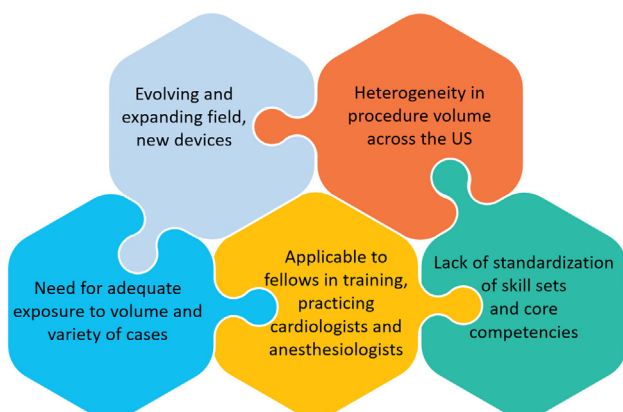 Evolving and
expanding field,
new devices
Heterogeneity in
procedure volume
across the US
Need for adequate
exposure to volume and
variety of cases
Applicable to
fellows in training,
practicing
cardiologists and
anesthesiologists
Lack of standardization
of skill sets
and core
competencies